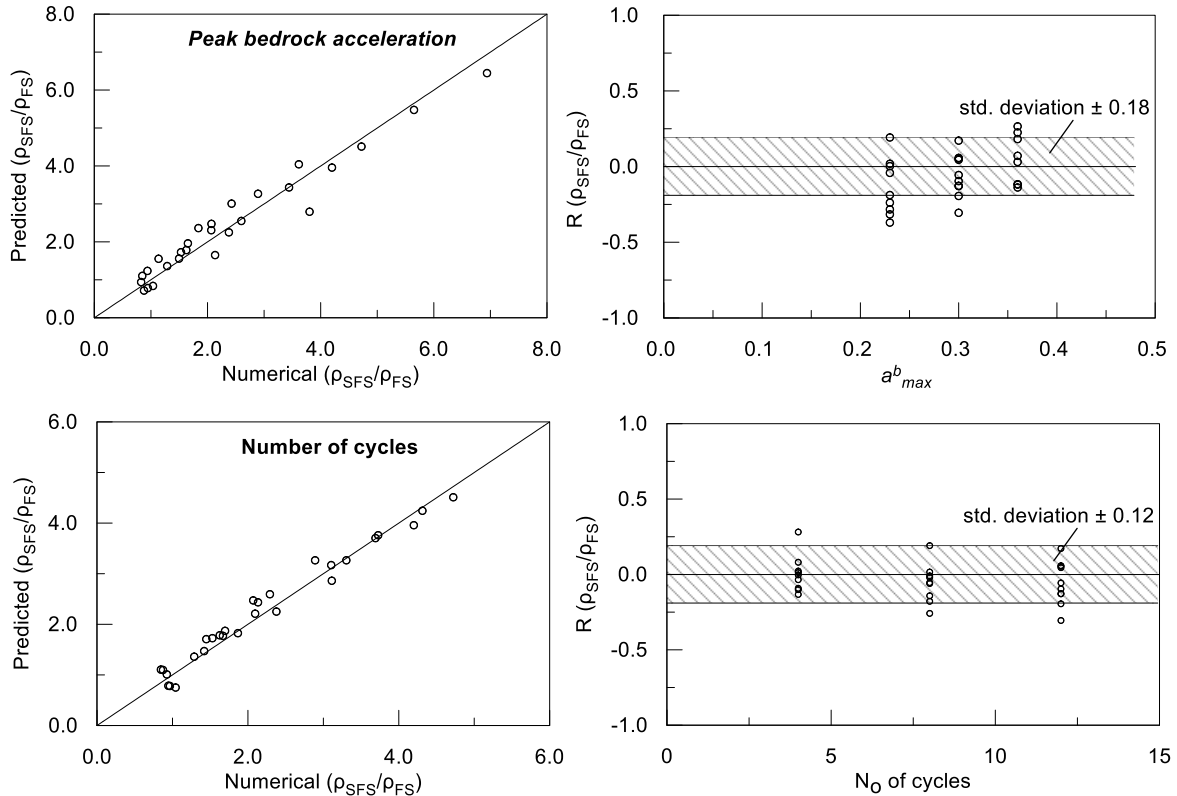 Peak bedrock acceleration
Predicted (ρSFS/ρFS)
8.0
6.0
4.0
2.0
0.0
0.0 2.0 4.0 6.0 8.0
Numerical (ρSFS/ρFS)
std. deviation ± 0.18
R (ρSFS/ρFS)
1.0
0.5
0.0
-0.5
-1.0
0.0 0.1 0.2 0.3 0.4 0.5
abmax
Number of cycles
Predicted (ρSFS/ρFS)
6.0
4.0
2.0
0.0
0.0 2.0 4.0 6.0
Numerical (ρSFS/ρFS)
std. deviation ± 0.12
R (ρSFS/ρFS)
1.0
0.5
0.0
-0.5
-1.0
0 5 10 15
No of cycles